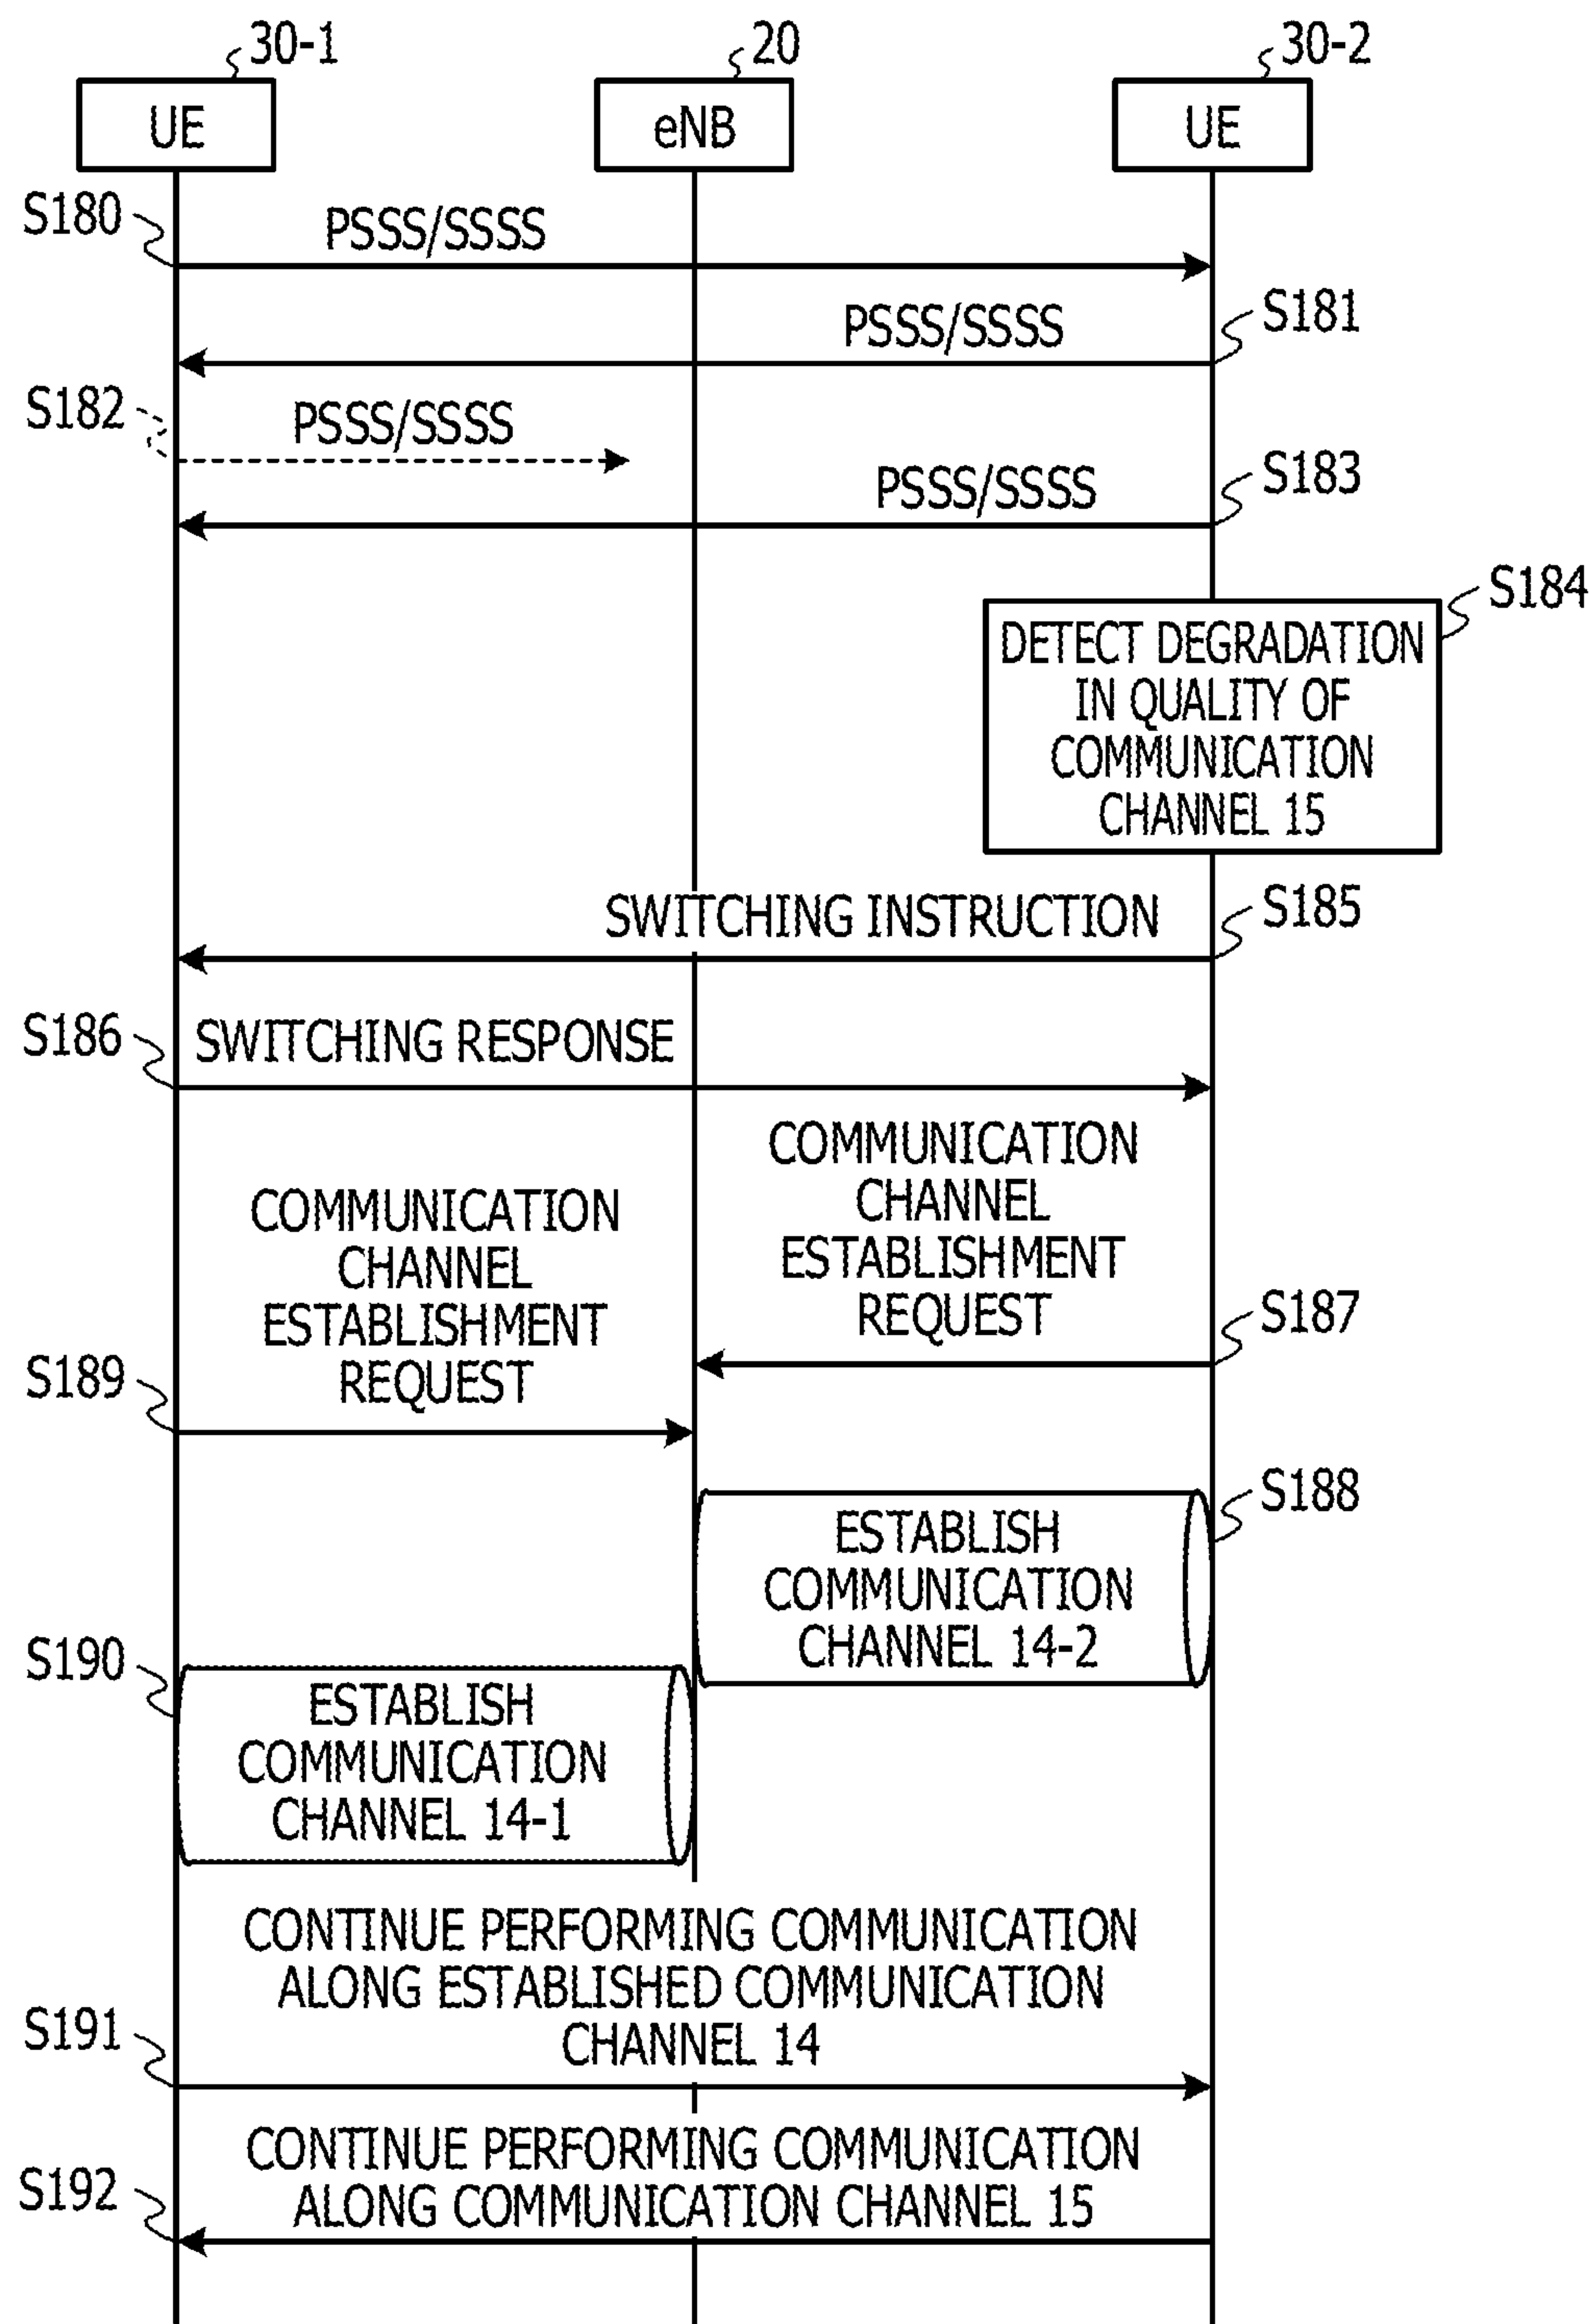 30-1
20
30-2
UE
eNB
UE
S180
PSSS/SSSS
PSSS/SSSS
S181
S182
PSSS/SSSS
PSSS/SSSS
S183
S184
DETECT DEGRADATION
IN QUALITY OF
COMMUNICATION
CHANNEL 15
SWITCHING INSTRUCTION
S185
S186
SWITCHING RESPONSE
COMMUNICATION
CHANNEL
ESTABLISHMENT
REQUEST
S187
COMMUNICATION
CHANNEL
ESTABLISHMENT
REQUEST
S189
S188
ESTABLISH
COMMUNICATION
CHANNEL 14-2
S190
ESTABLISH
COMMUNICATION
CHANNEL 14-1
CONTINUE PERFORMING COMMUNICATION
ALONG ESTABLISHED COMMUNICATION
CHANNEL 14
S191
CONTINUE PERFORMING COMMUNICATION
ALONG COMMUNICATION CHANNEL 15
S192